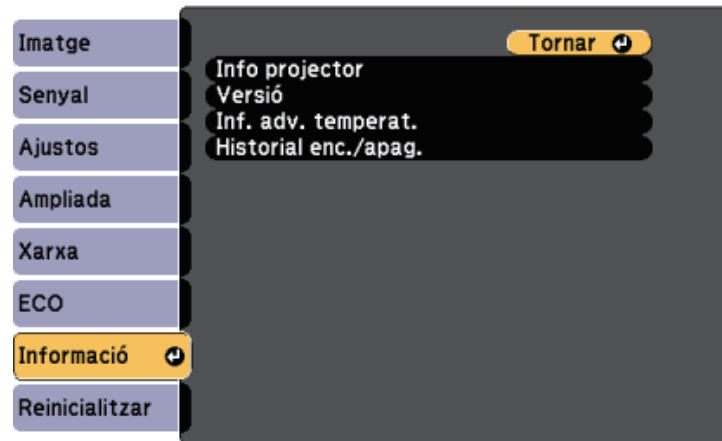 Imatge
Senyal
Ajustos
Ampliada
Xarxa
ECO
Informació
Reinicialitzar
Tornar
Info projector
Versió
Inf. adv. temperat.
Historial enc./apag.